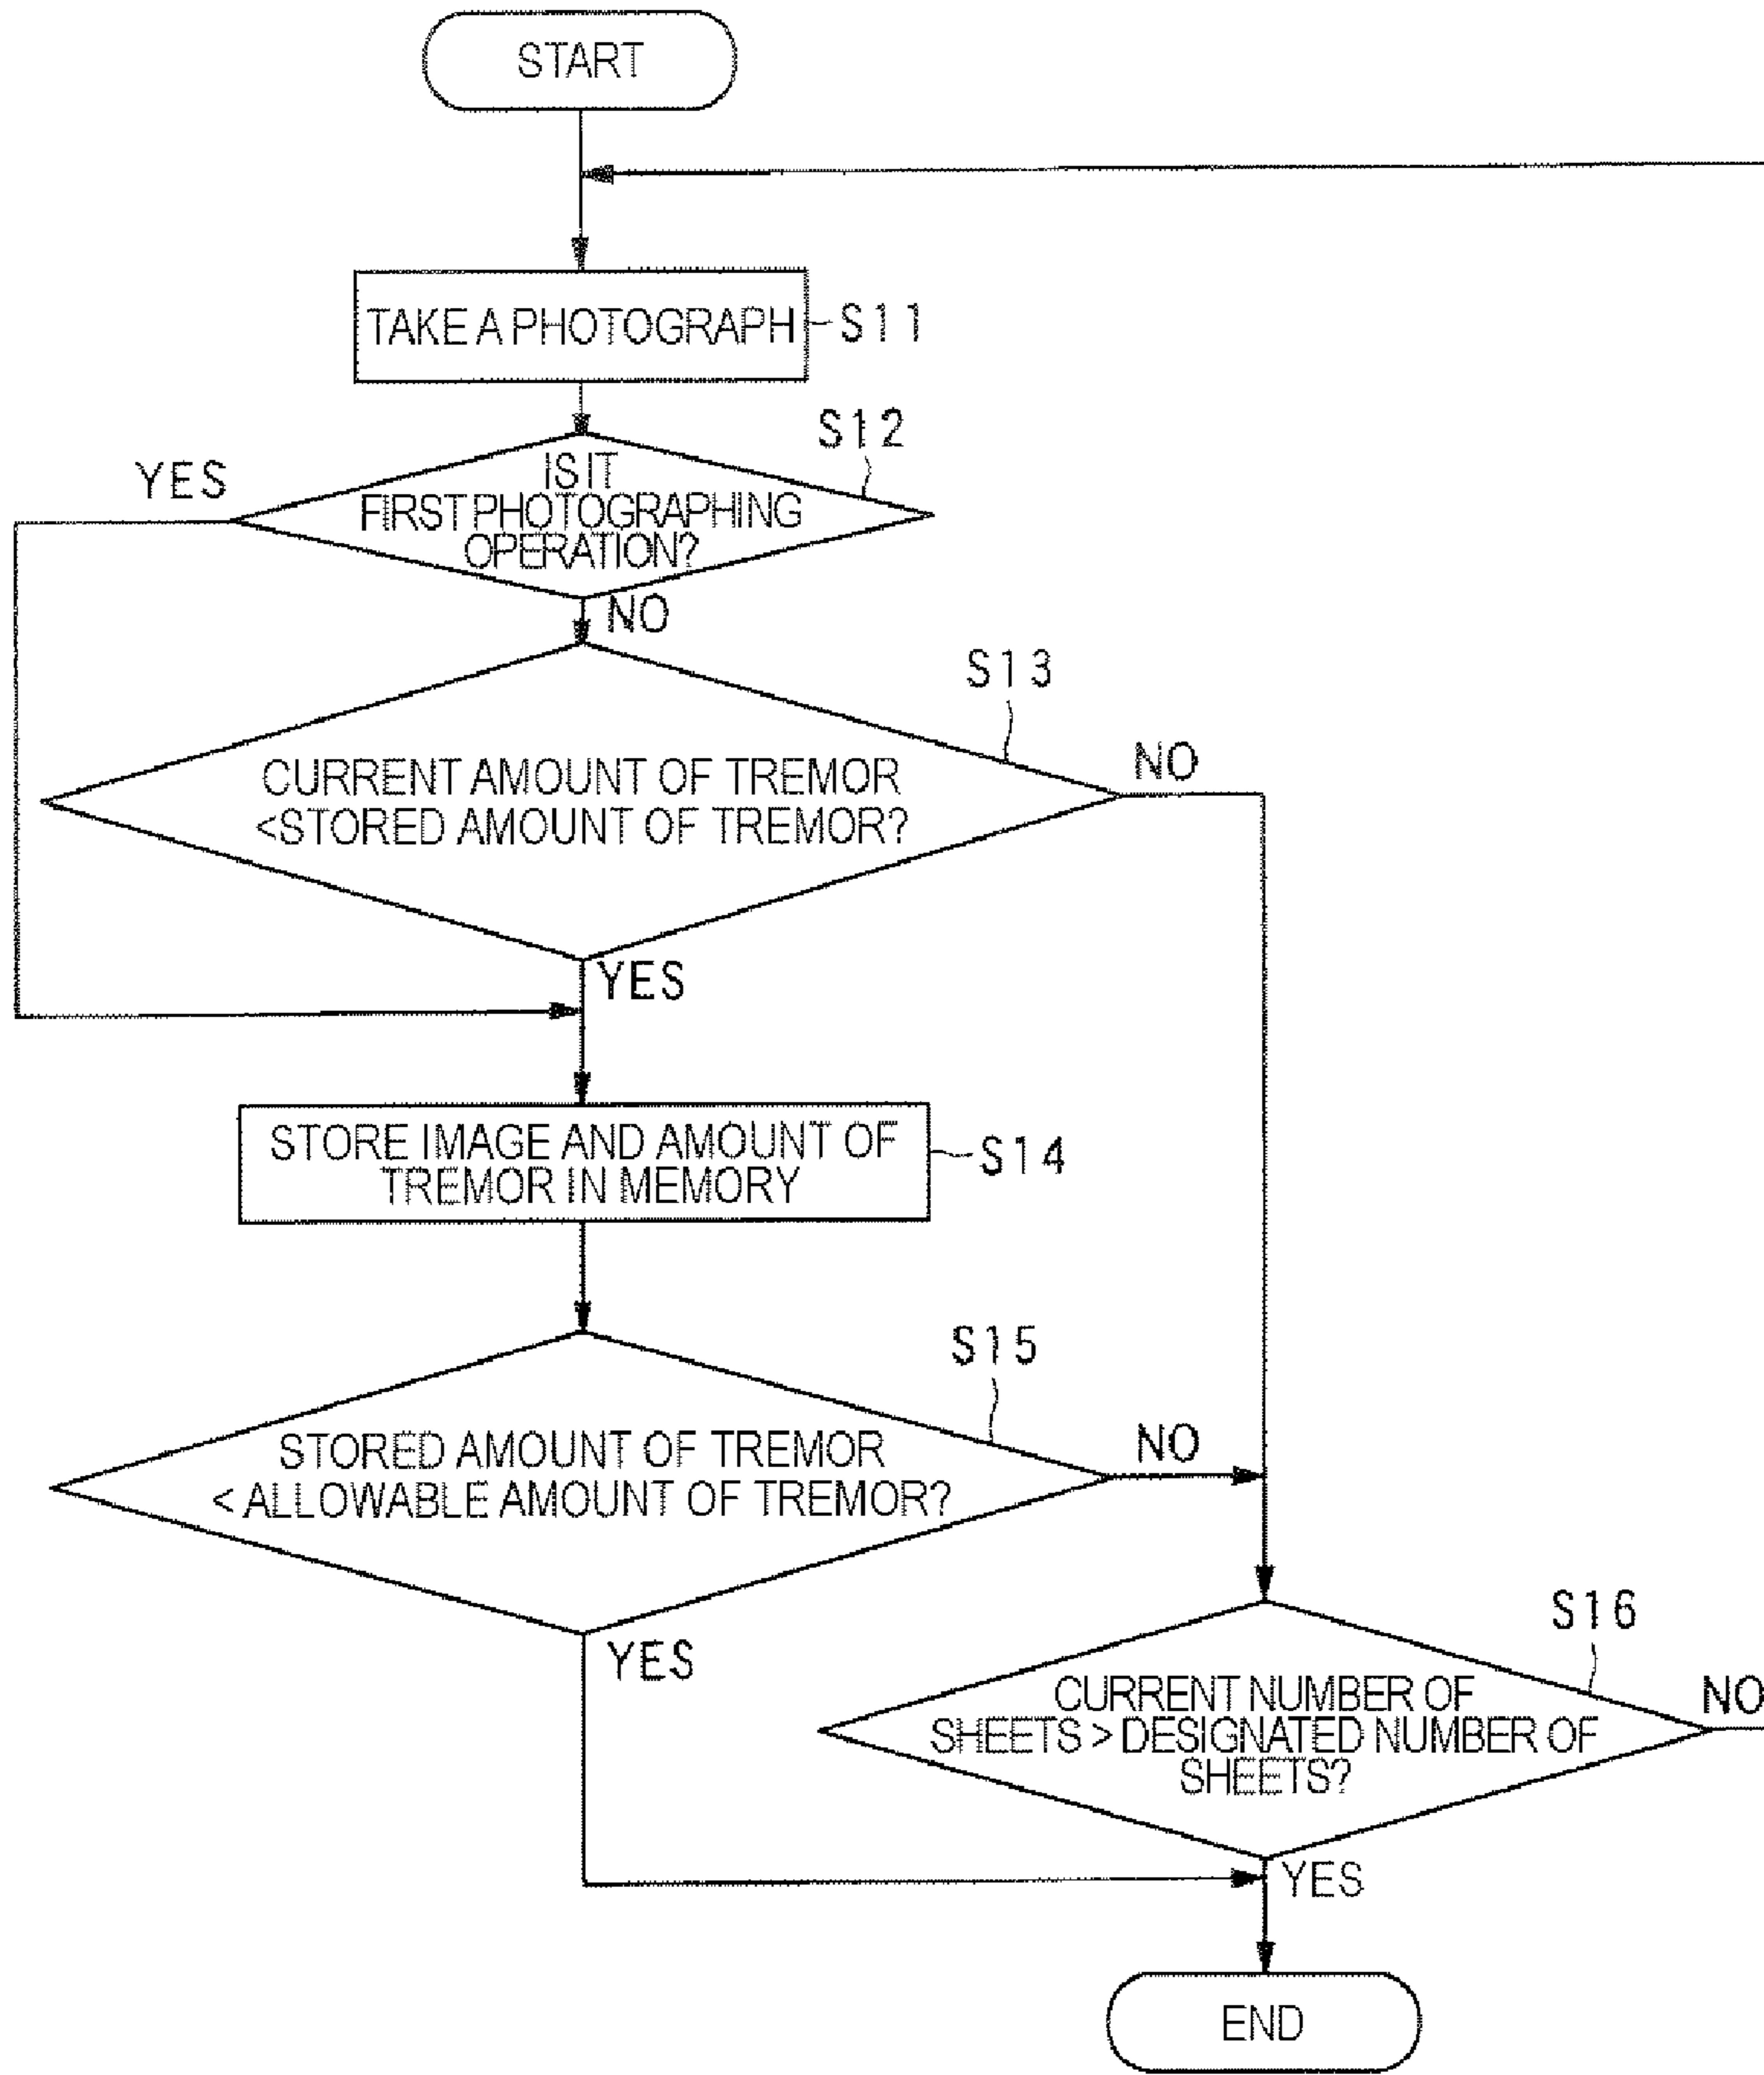 START
TAKE A PHOTOGRAPH
S11
S12
YES
IS IT
FIRST PHOTOGRAPHING
OPERATION?
NO
S13
NO
CURRENT AMOUNT OF TREMOR
<STORED AMOUNT OF TREMOR?
YES
STORE IMAGE AND AMOUNT OF
TREMOR IN MEMORY
S14
S15
NO
STORED AMOUNT OF TREMOR
< ALLOWABLE AMOUNT OF TREMOR?
YES
S16
NO
CURRENT NUMBER OF
SHEETS > DESIGNATED NUMBER OF
SHEETS?
YES
END